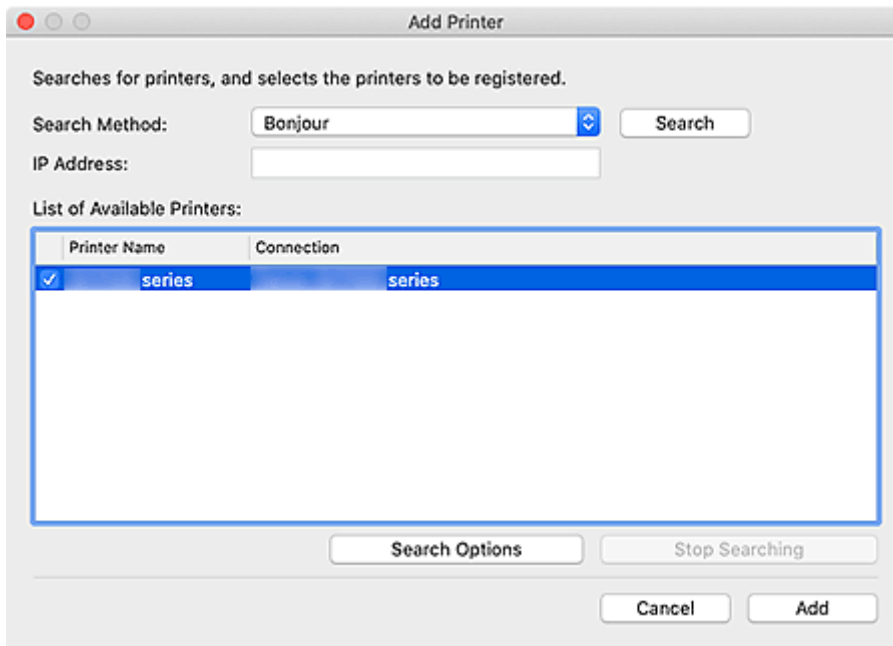 Add Printer
Searches for printers, and selects the printers to be registered.
Search Method: Bonjour Search
IP Address:
List of Available Printers:
Printer Name Connection
series series
Search Options Stop Searching
Cancel Add